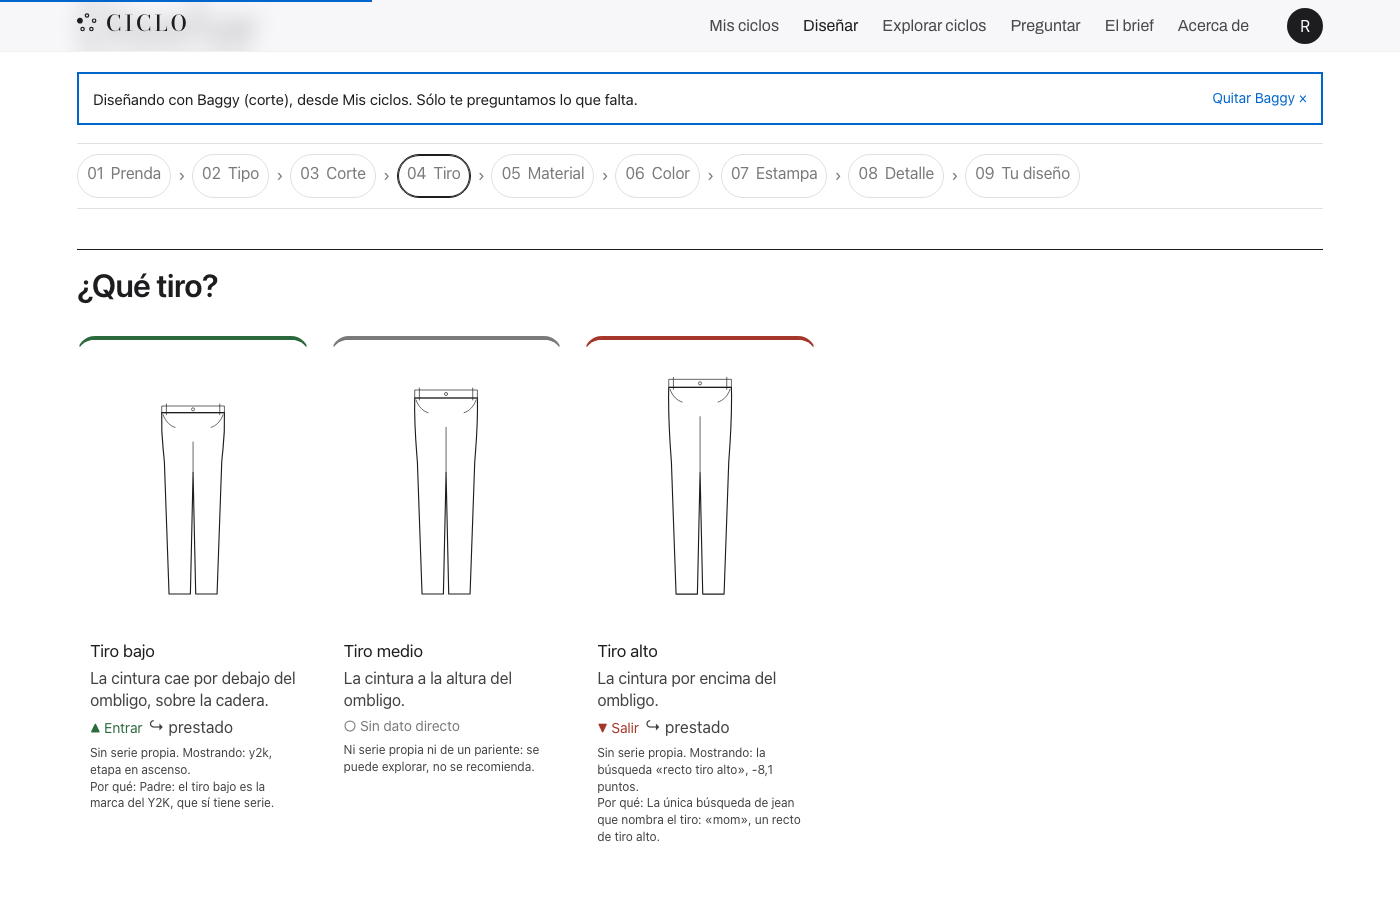 CICLO
Mis ciclos Diseñar Explorar ciclos Preguntar El brief Acerca de R
Diseñando con Baggy (corte), desde Mis ciclos. Sólo te preguntamos lo que falta. Quitar Baggy ×
01 Prenda › 02 Tipo › 03 Corte › 04 Tiro › 05 Material › 06 Color › 07 Estampa › 08 Detalle › 09 Tu diseño
¿Qué tiro?
Tiro bajo
La cintura cae por debajo del
ombligo, sobre la cadera.
▲ Entrar ↪ prestado
Sin serie propia. Mostrando: y2k,
etapa en ascenso.
Por qué: Padre: el tiro bajo es la
marca del Y2K, que sí tiene serie.
Tiro medio
La cintura a la altura del
ombligo.
○ Sin dato directo
Ni serie propia ni de un pariente: se
puede explorar, no se recomienda.
Tiro alto
La cintura por encima del
ombligo.
▼ Salir ↪ prestado
Sin serie propia. Mostrando: la
búsqueda «recto tiro alto», -8,1
puntos.
Por qué: La única búsqueda de jean
que nombra el tiro: «mom», un recto
de tiro alto.